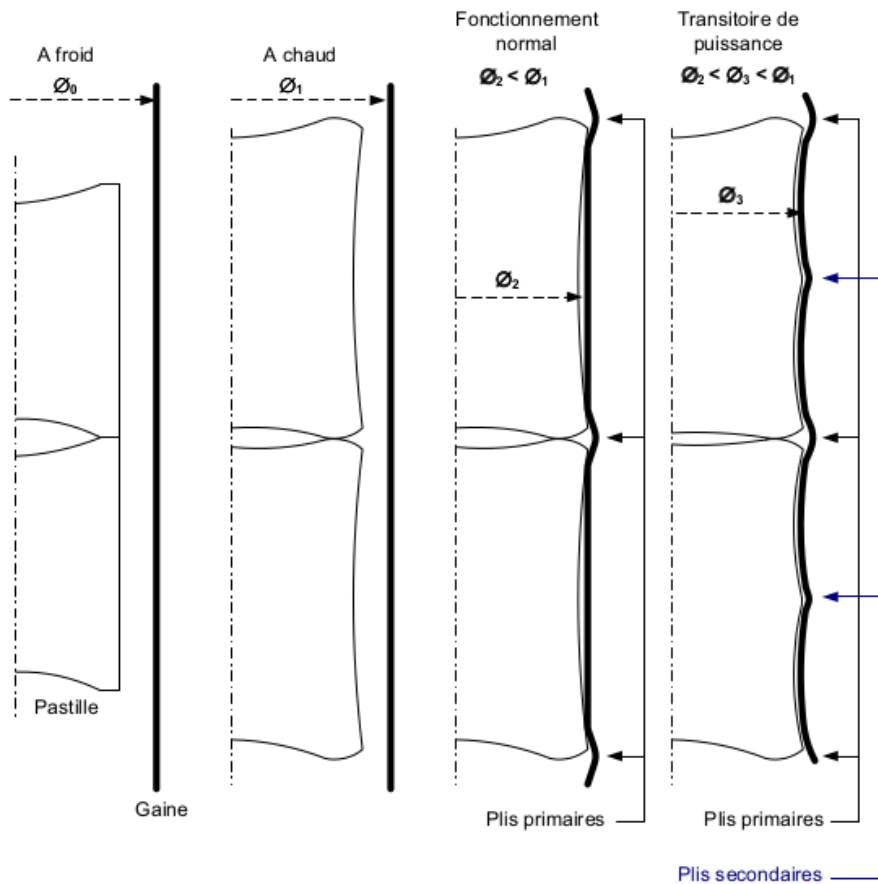 A froid
Ø₀
A chaud
Ø₁
Fonctionnement
normal
Ø₂ < Ø₁
Transitoire de
puissance
Ø₂ < Ø₃ < Ø₁
Ø₂
Ø₃
Pastille
Gaine
Plis primaires
Plis primaires
Plis secondaires